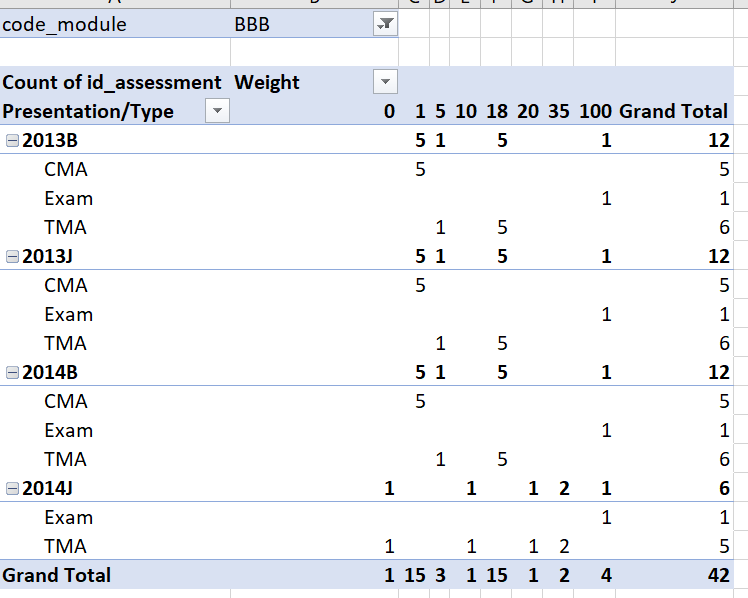 code_module BBB
Count of id_assessment Weight
Presentation/Type 0 1 5 10 18 20 35 100 Grand Total
2013B 5 1 5 1 12
CMA 5 5
Exam 1 1
TMA 1 5 6
2013J 5 1 5 1 12
CMA 5 5
Exam 1 1
TMA 1 5 6
2014B 5 1 5 1 12
CMA 5 5
Exam 1 1
TMA 1 5 6
2014J 1 1 1 2 1 6
Exam 1 1
TMA 1 1 1 2 5
Grand Total 1 15 3 1 15 1 2 4 42